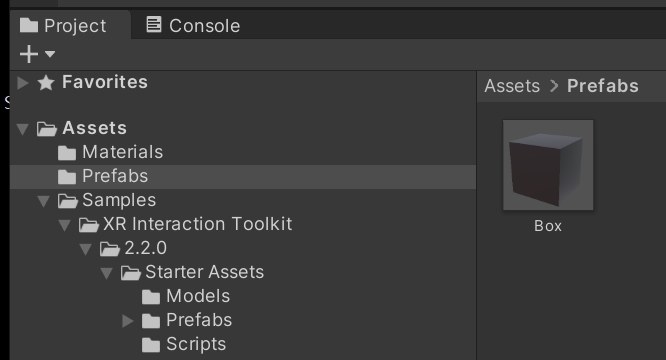 Project Console
Favorites
Assets > Prefabs
Assets
Materials
Prefabs
Samples
XR Interaction Toolkit
2.2.0
Starter Assets
Models
Prefabs
Scripts
Box